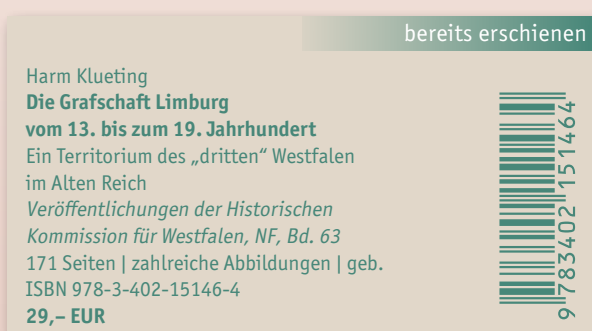 bereits erschienen
Harm Klueting
Die Grafschaft Limburg
vom 13. bis zum 19. Jahrhundert
Ein Territorium des „dritten“ Westfalen
im Alten Reich
Veröffentlichungen der Historischen
Kommission für Westfalen, NF, Bd. 63
171 Seiten | zahlreiche Abbildungen | geb.
ISBN 978-3-402-15146-4
29,– EUR
9 783402 151464